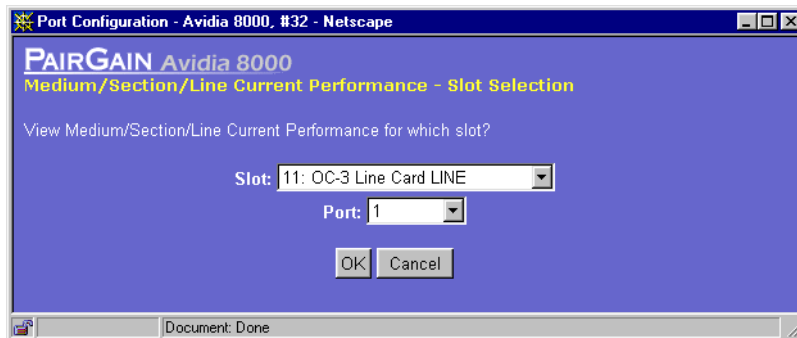 Port Configuration - Avidia 8000, #32 - Netscape
PAIRGAIN Avidia 8000
Medium/Section/Line Current Performance - Slot Selection
View Medium/Section/Line Current Performance for which slot?
Slot: 11: OC-3 Line Card LINE
Port: 1
OK Cancel
Document: Done